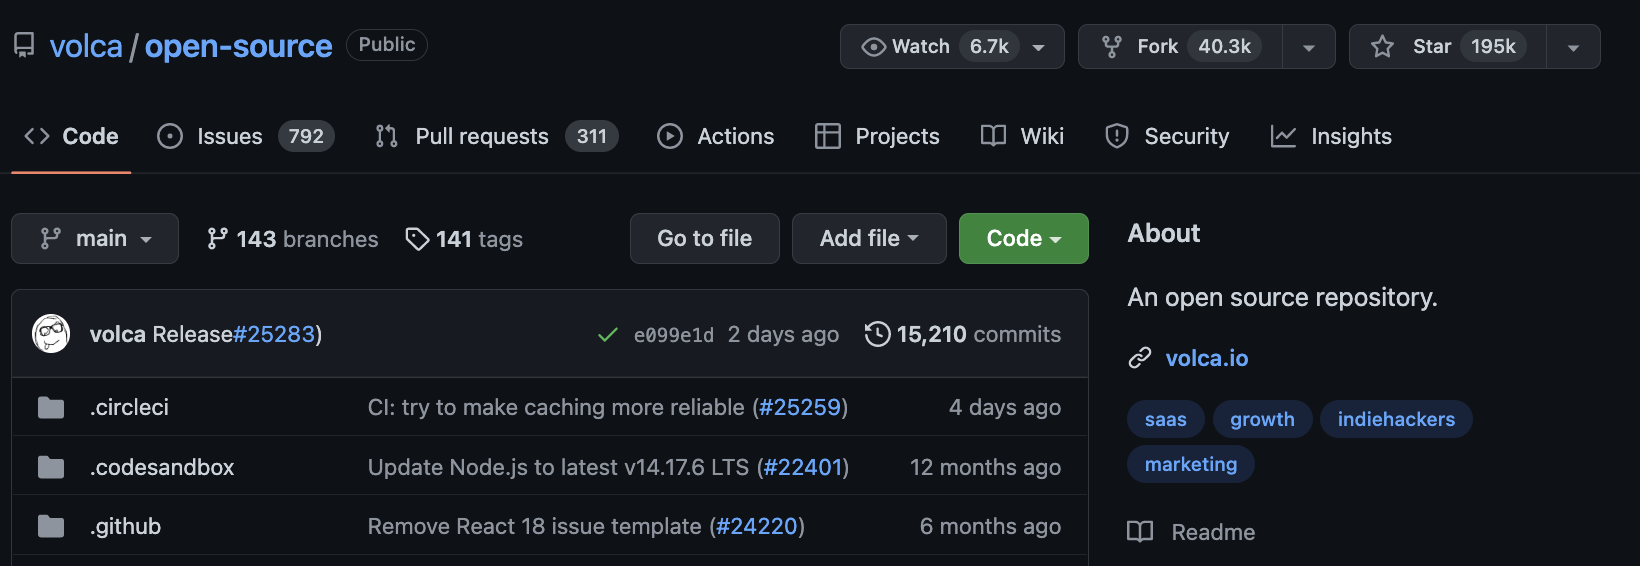 volca / open-source Public Watch 6.7k Fork 40.3k Star 195k
Code Issues 792 Pull requests 311 Actions Projects Wiki Security Insights
main 143 branches 141 tags Go to file Add file Code
volca Release#25283) e099e1d 2 days ago 15,210 commits
.circleci CI: try to make caching more reliable (#25259) 4 days ago
.codesandbox Update Node.js to latest v14.17.6 LTS (#22401) 12 months ago
.github Remove React 18 issue template (#24220) 6 months ago
About
An open source repository.
volca.io
saas growth indiehackers
marketing
Readme